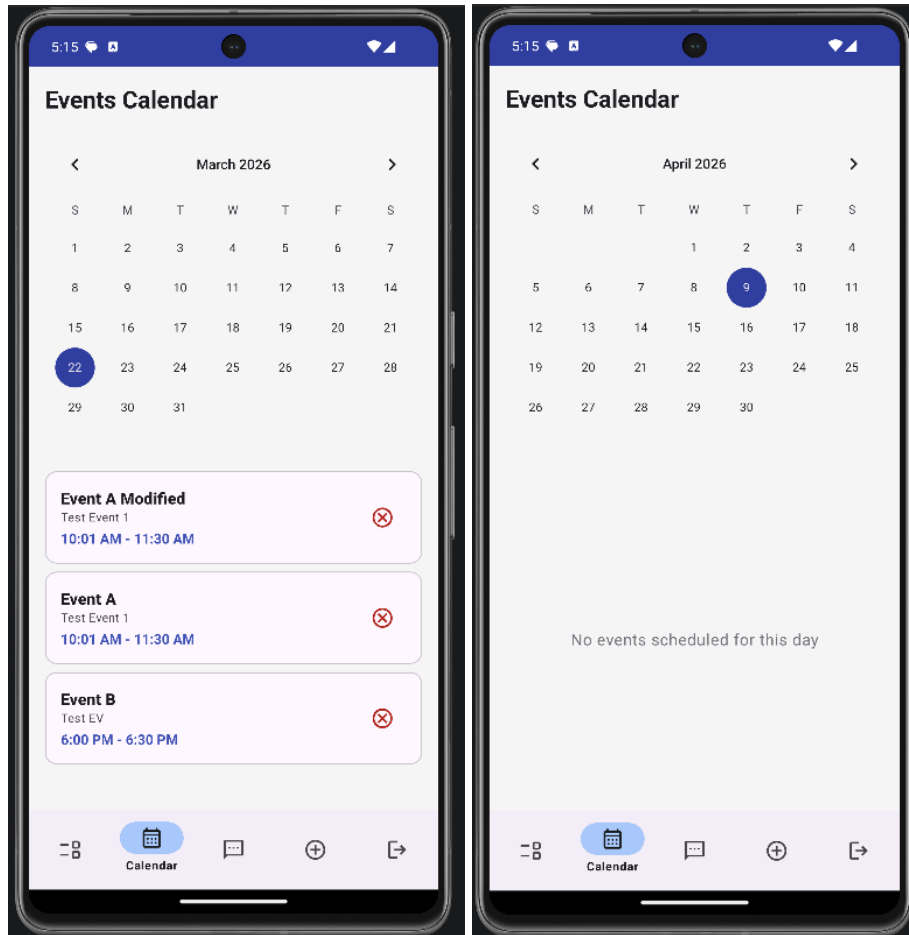 5:15
Events Calendar
March 2026
S M T W T F S
1 2 3 4 5 6 7
8 9 10 11 12 13 14
15 16 17 18 19 20 21
22 23 24 25 26 27 28
29 30 31
Event A Modified
Test Event 1
10:01 AM - 11:30 AM
Event A
Test Event 1
10:01 AM - 11:30 AM
Event B
Test EV
6:00 PM - 6:30 PM
Calendar
5:15
Events Calendar
April 2026
S M T W T F S
1 2 3 4
5 6 7 8 9 10 11
12 13 14 15 16 17 18
19 20 21 22 23 24 25
26 27 28 29 30
No events scheduled for this day
Calendar